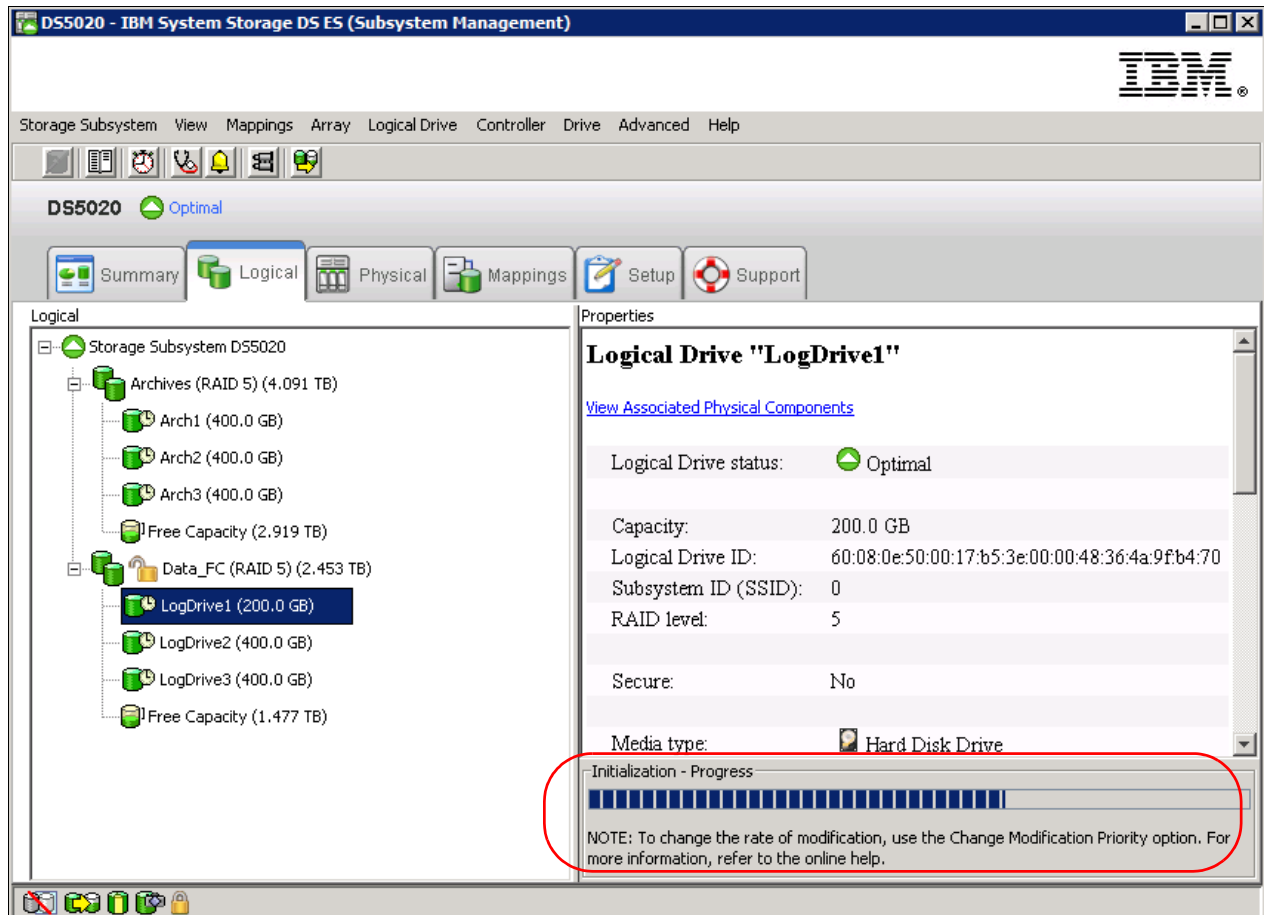 DS5020 - IBM System Storage DS ES (Subsystem Management)
IBM®
Storage Subsystem View Mappings Array Logical Drive Controller Drive Advanced Help
DS5020 Optimal
Summary Logical Physical Mappings Setup Support
Logical
Storage Subsystem DS5020
Archives (RAID 5) (4.091 TB)
Arch1 (400.0 GB)
Arch2 (400.0 GB)
Arch3 (400.0 GB)
Free Capacity (2.919 TB)
Data_FC (RAID 5) (2.453 TB)
LogDrive1 (200.0 GB)
LogDrive2 (400.0 GB)
LogDrive3 (400.0 GB)
Free Capacity (1.477 TB)
Properties
Logical Drive "LogDrive1"
View Associated Physical Components
Logical Drive status: Optimal
Capacity: 200.0 GB
Logical Drive ID: 60:08:0e:50:00:17:b5:3e:00:00:48:36:4a:9f:b4:70
Subsystem ID (SSID): 0
RAID level: 5
Secure: No
Media type: Hard Disk Drive
Initialization - Progress
NOTE: To change the rate of modification, use the Change Modification Priority option. For
more information, refer to the online help.